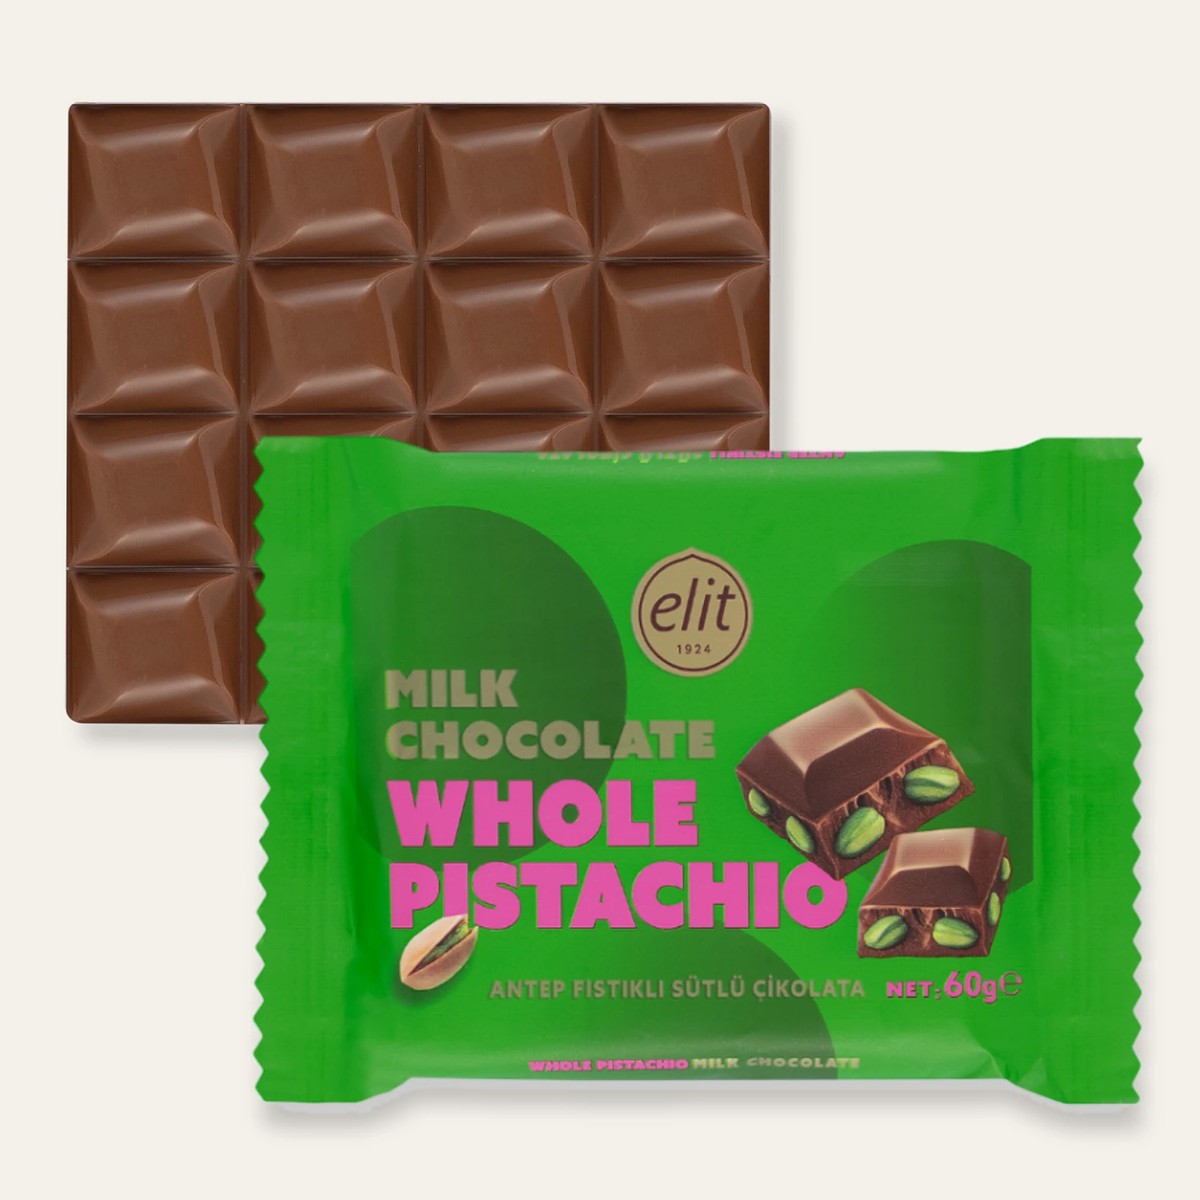 elit
1924
MILK
CHOCOLATE
WHOLE
PISTACHIO
ANTEP FISTIKLI SÜTLÜ ÇİKOLATA NET:60g℮
WHOLE PISTACHIO MILK CHOCOLATE